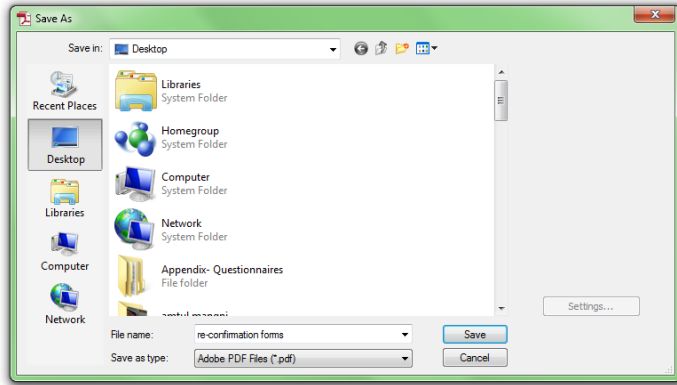 Save As
Save in:
Desktop
Recent Places
Desktop
Libraries
Computer
Network
Libraries
System Folder
Homegroup
System Folder
Computer
System Folder
Network
System Folder
Appendix- Questionnaires
File folder
Settings...
File name:
re-confirmation forms
Save
Save as type:
Adobe PDF Files (*.pdf)
Cancel